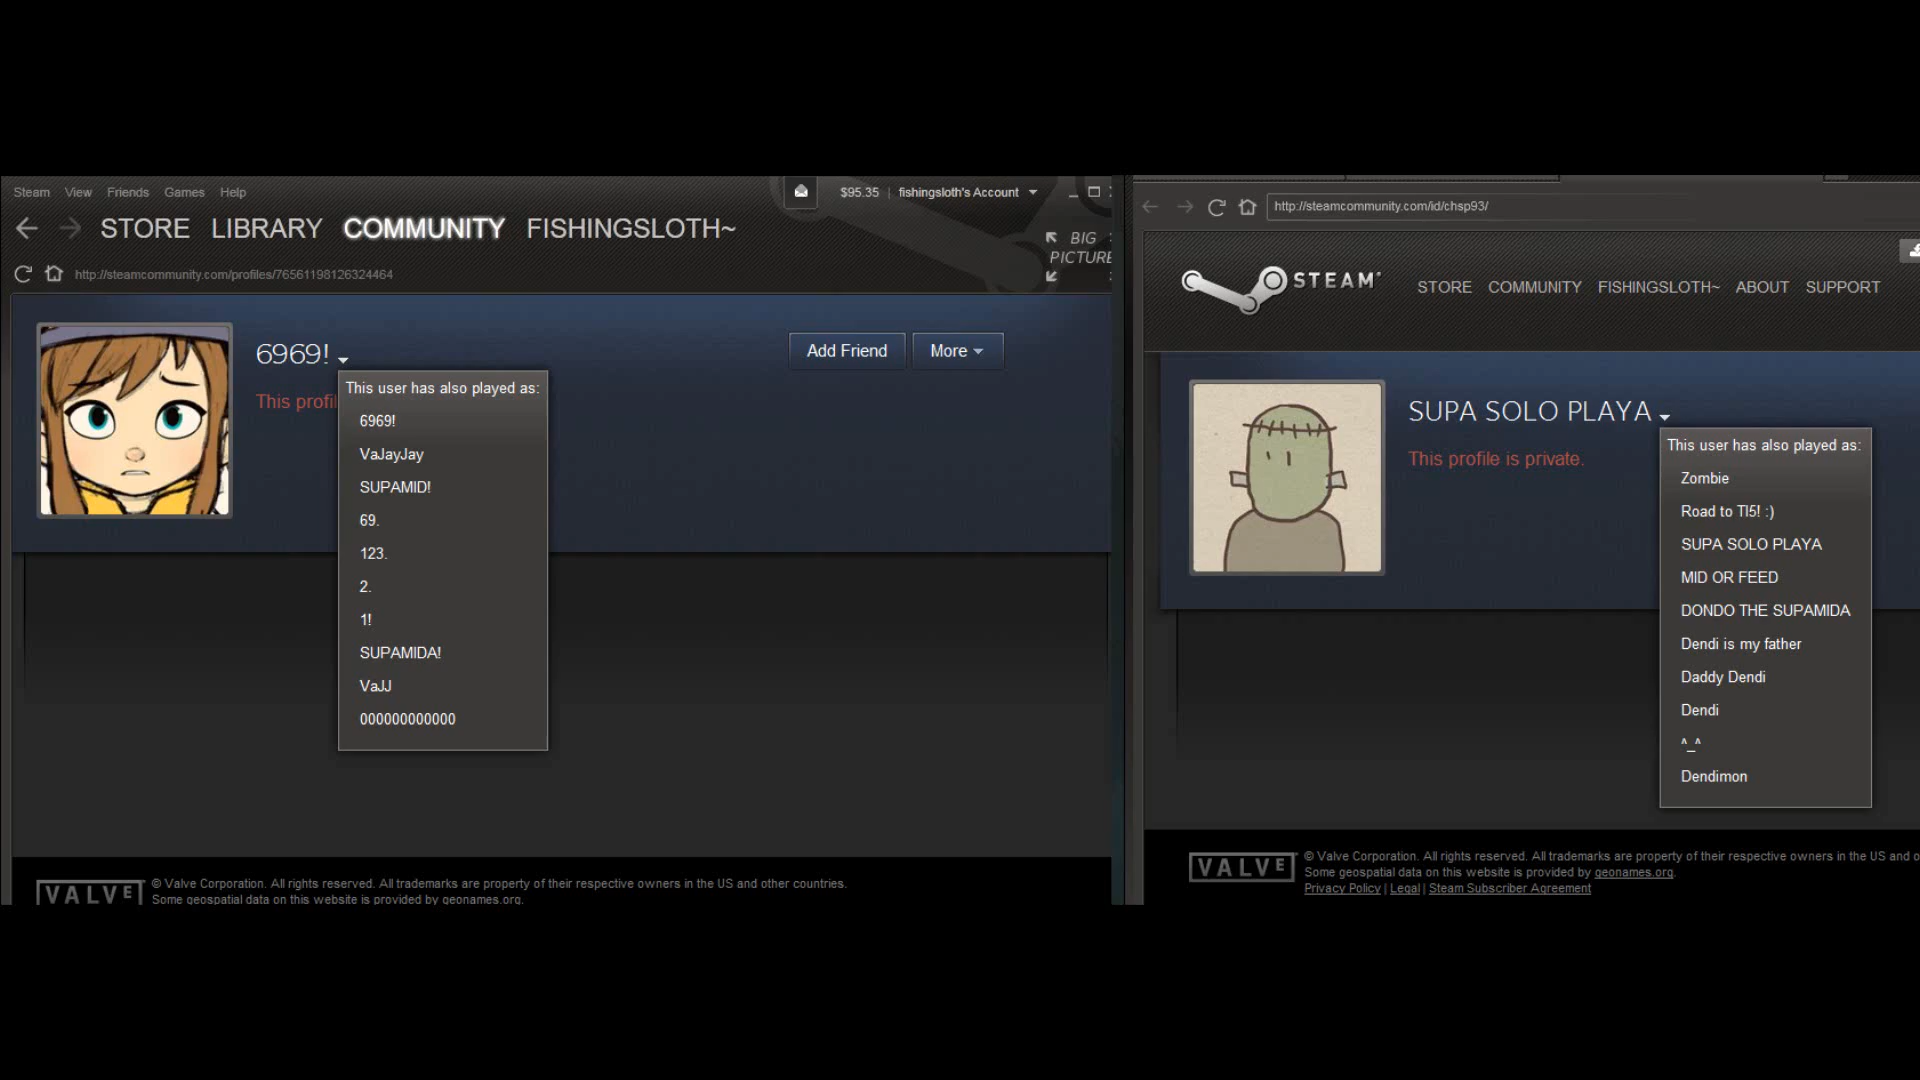 Steam View Friends Games Help
$95.35 | fishingsloth's Account
STORE LIBRARY COMMUNITY FISHINGSLOTH~
BIG
PICTURE
http://steamcommunity.com/profiles/76561198126324464
6969!
Add Friend
More
This profil
This user has also played as:
6969!
VaJayJay
SUPAMID!
69.
123.
2.
1!
SUPAMIDA!
VaJJ
000000000000
VALVE
© Valve Corporation. All rights reserved. All trademarks are property of their respective owners in the US and other countries.
Some geospatial data on this website is provided by geonames.org.
http://steamcommunity.com/id/chsp93/
STEAM
STORE COMMUNITY FISHINGSLOTH~ ABOUT SUPPORT
SUPA SOLO PLAYA
This profile is private.
This user has also played as:
Zombie
Road to TI5! :)
SUPA SOLO PLAYA
MID OR FEED
DONDO THE SUPAMIDA
Dendi is my father
Daddy Dendi
Dendi
^_^
Dendimon
VALVE
© Valve Corporation. All rights reserved. All trademarks are property of their respective owners in the US and o
Some geospatial data on this website is provided by geonames.org.
Privacy Policy | Legal | Steam Subscriber Agreement